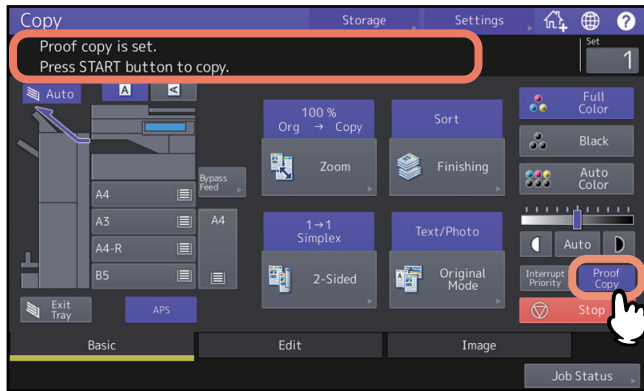 Copy
Storage
Settings
?
Proof copy is set.
Press START button to copy.
Set
1
Auto
A
A
100 %
Org → Copy
Zoom
Sort
Finishing
Full
Color
Black
Auto
Color
Bypass
Feed
A4
A3
A4-R
B5
A4
1→1
Simplex
2-Sided
Text/Photo
Original
Mode
Auto
Interrupt
Priority
Proof
Copy
Exit
Tray
APS
Stop
Basic
Edit
Image
Job Status